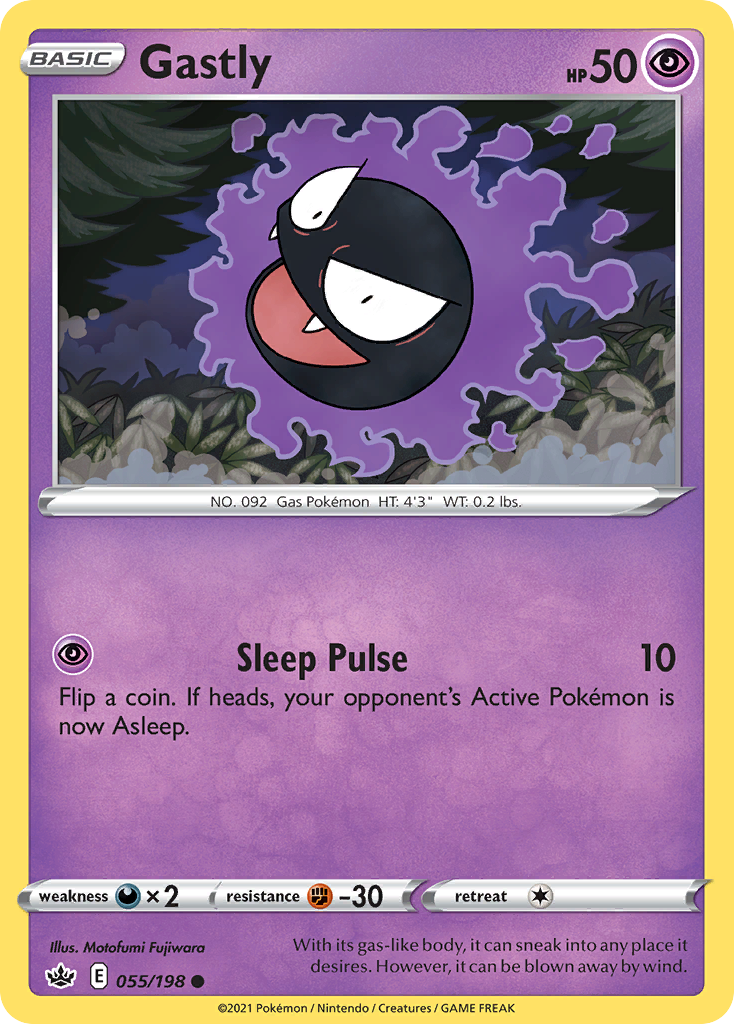 BASIC Gastly HP50
NO. 092 Gas Pokémon HT: 4'3" WT: 0.2 lbs.
Sleep Pulse 10
Flip a coin. If heads, your opponent's Active Pokémon is
now Asleep.
weakness ×2 resistance -30 retreat
Illus. Motofumi Fujiwara
With its gas-like body, it can sneak into any place it
desires. However, it can be blown away by wind.
E 055/198
©2021 Pokémon / Nintendo / Creatures / GAME FREAK